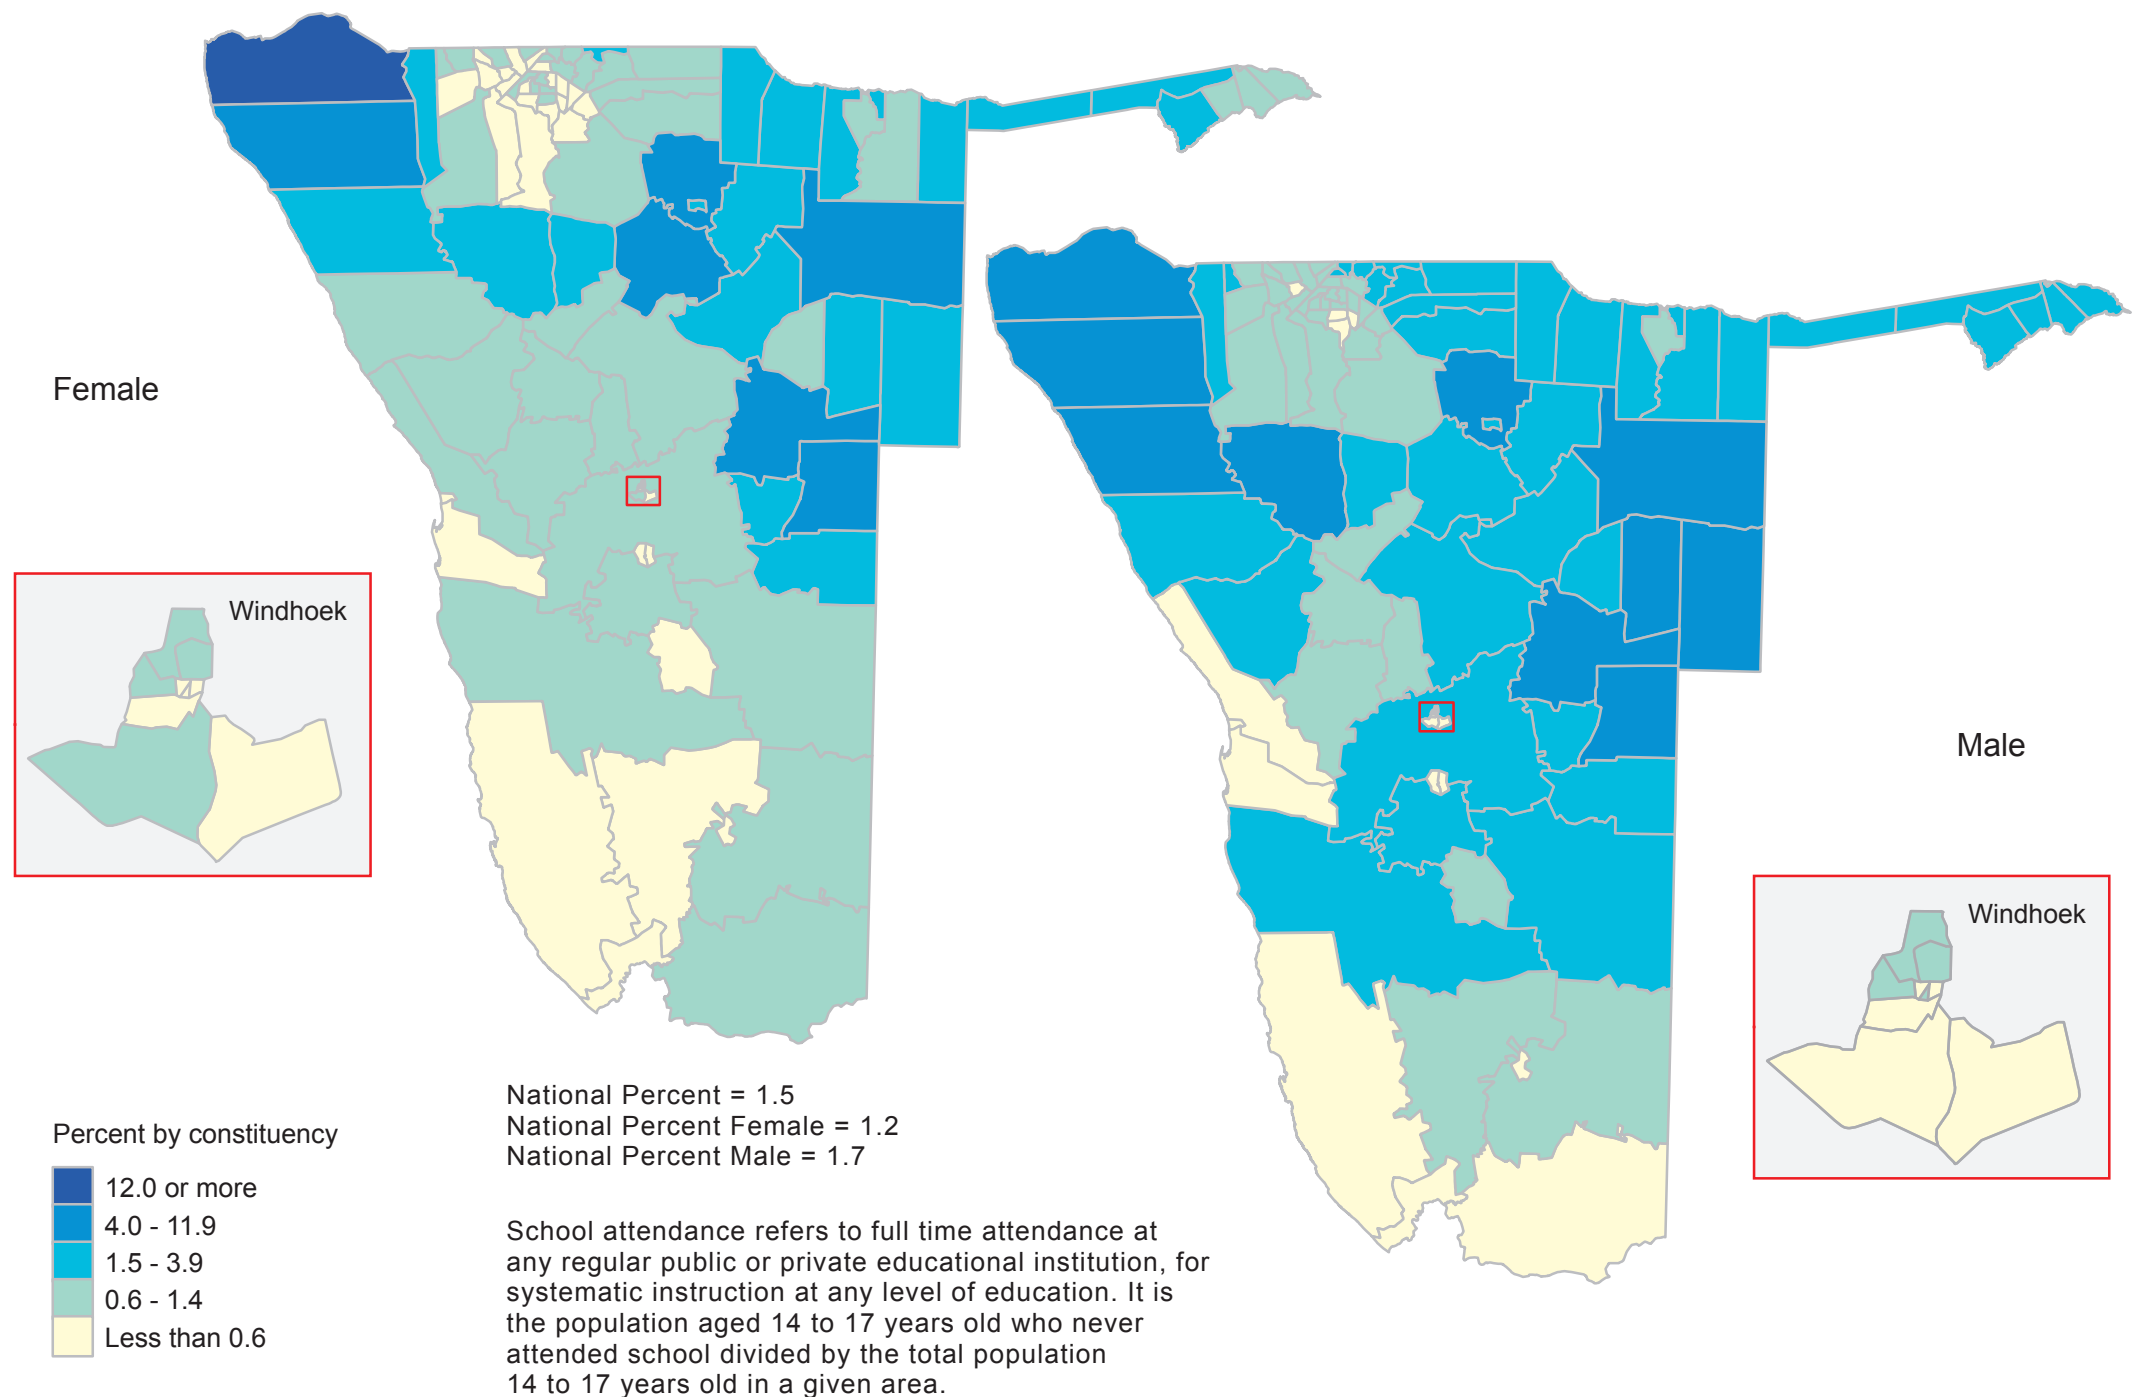 Female
Windhoek
Male
Windhoek
National Percent = 1.5
National Percent Female = 1.2
National Percent Male = 1.7
Percent by constituency
12.0 or more
4.0 - 11.9
1.5 - 3.9
0.6 - 1.4
Less than 0.6
School attendance refers to full time attendance at
any regular public or private educational institution, for
systematic instruction at any level of education. It is
the population aged 14 to 17 years old who never
attended school divided by the total population
14 to 17 years old in a given area.